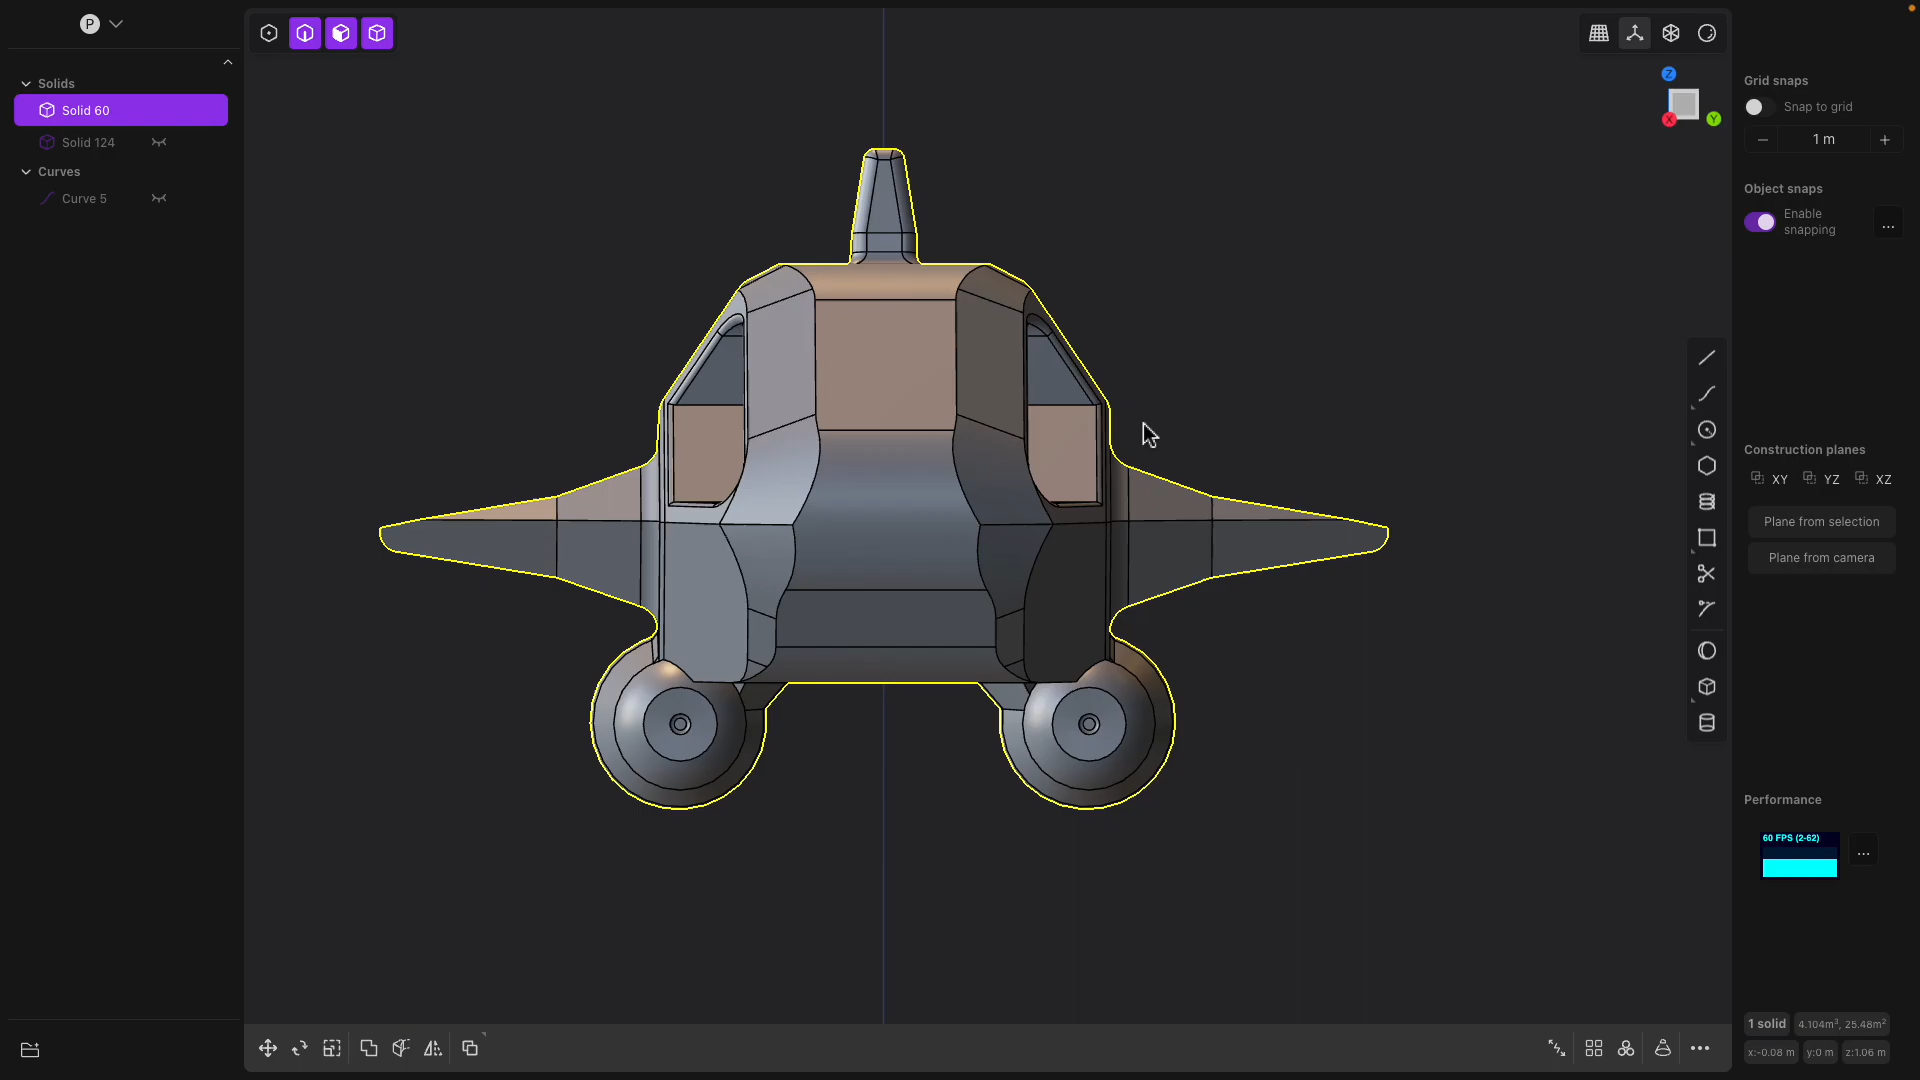 P
Solids
Solid 60
Solid 124
Curves
Curve 5
Z
X
Y
Grid snaps
Snap to grid
1 m
Object snaps
Enable
snapping
...
Construction planes
XY
YZ
XZ
Plane from selection
Plane from camera
Performance
60 FPS (2-62)
...
1 solid
4.104m³, 25.48m²
x:-0.08 m
y:0 m
z:1.06 m